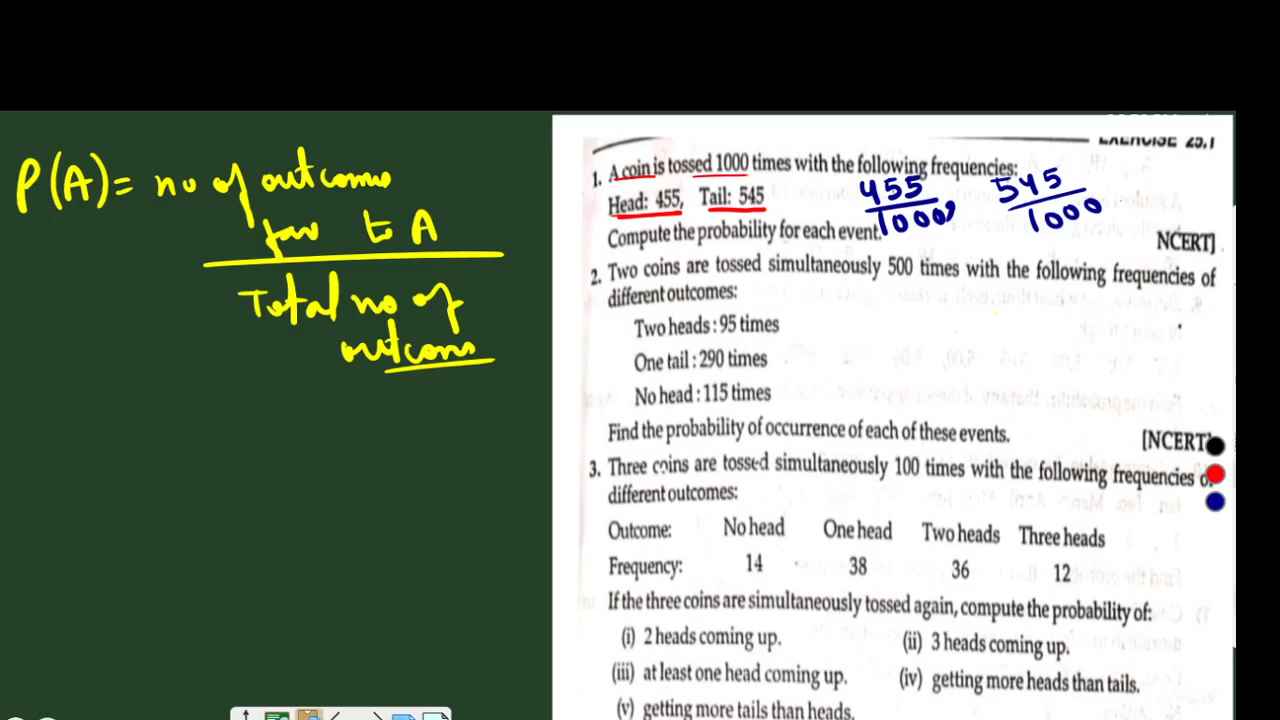 P(A) = no of outcomes
fav to A
Total no of
outcoms
EXERCISE 25.1
1. A coin is tossed 1000 times with the following frequencies:
Head: 455, Tail: 545
455/1000, 545/1000
Compute the probability for each event.
NCERT]
2. Two coins are tossed simultaneously 500 times with the following frequencies of
different outcomes:
Two heads : 95 times
One tail : 290 times
No head : 115 times
Find the probability of occurrence of each of these events. [NCERT]
3. Three coins are tossed simultaneously 100 times with the following frequencies of
different outcomes:
Outcome: No head One head Two heads Three heads
Frequency: 14 38 36 12
If the three coins are simultaneously tossed again, compute the probability of:
(i) 2 heads coming up. (ii) 3 heads coming up.
(iii) at least one head coming up. (iv) getting more heads than tails.
(v) getting more tails than heads.